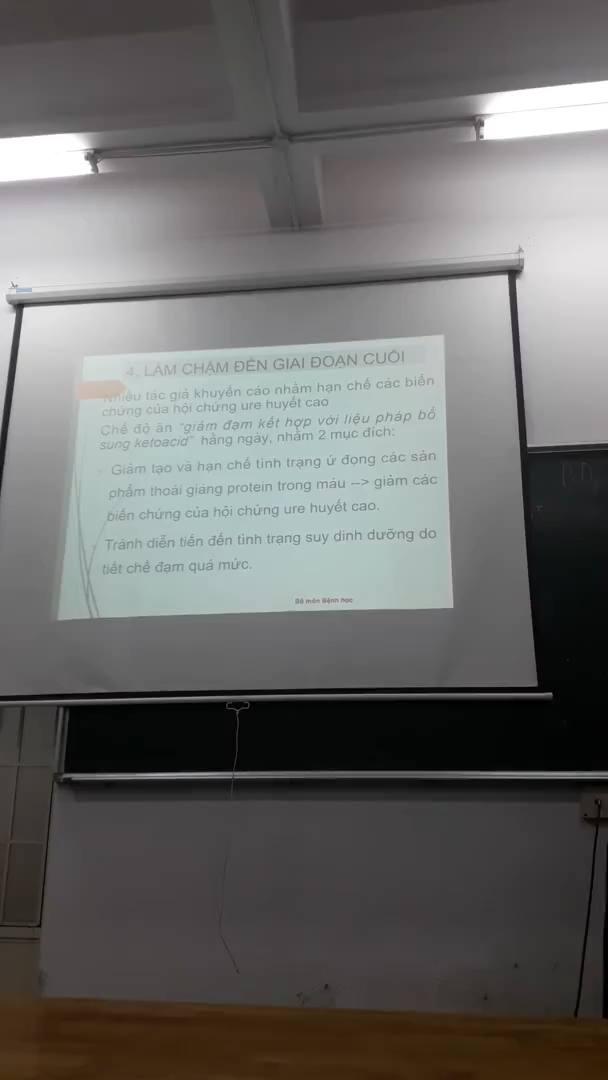 4. LÀM CHẬM ĐẾN GIAI ĐOẠN CUỐI
Nhiều tác giả khuyến cáo nhằm hạn chế các biến
chứng của hội chứng ure huyết cao
Chế độ ăn "giảm đạm kết hợp với liệu pháp bổ
sung ketoacid" hằng ngày, nhằm 2 mục đích:
Giảm tạo và hạn chế tình trạng ứ đọng các sản
phẩm thoái giáng protein trong máu --> giảm các
biến chứng của hội chứng ure huyết cao.
Tránh diễn tiến đến tình trạng suy dinh dưỡng do
tiết chế đạm quá mức.
Bộ môn Bệnh học